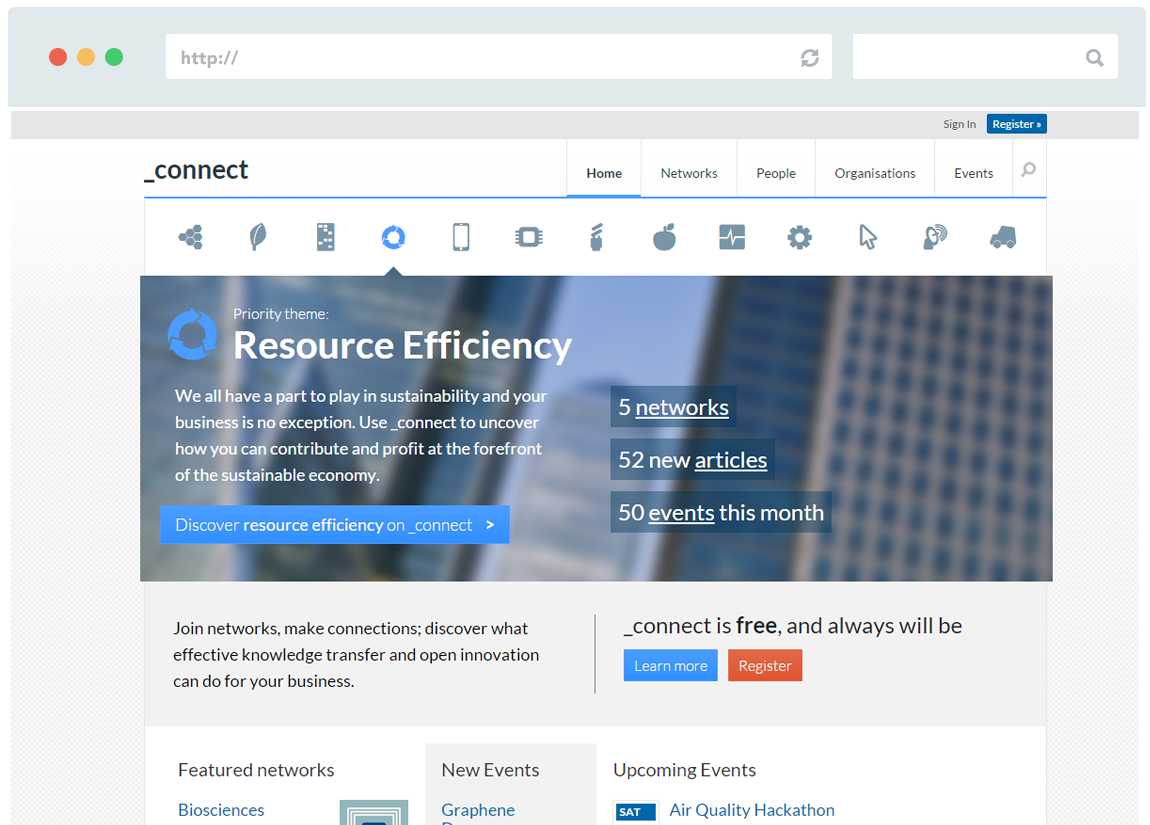 http://
Sign In
Register »
_connect
Home
Networks
People
Organisations
Events
Priority theme:
Resource Efficiency
We all have a part to play in sustainability and your
business is no exception. Use _connect to uncover
how you can contribute and profit at the forefront
of the sustainable economy.
Discover resource efficiency on _connect >
5 networks
52 new articles
50 events this month
Join networks, make connections; discover what
effective knowledge transfer and open innovation
can do for your business.
_connect is free, and always will be
Learn more
Register
Featured networks
Biosciences
New Events
Graphene
Upcoming Events
SAT
Air Quality Hackathon